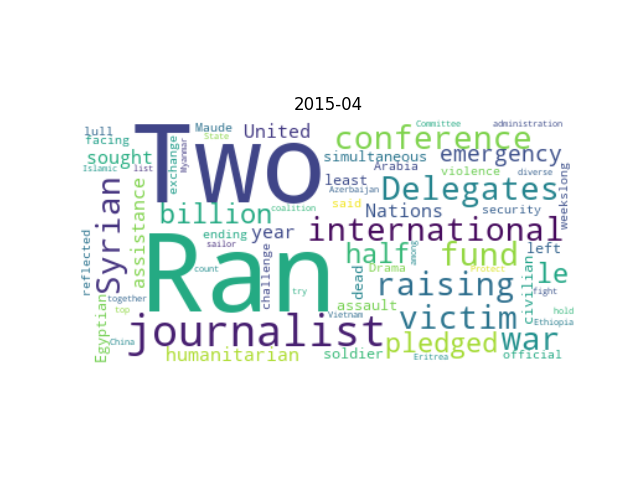 2015-04
Committee administration
lull Maude United conference
facing State
Two
sought exchange Myanmar simultaneous emergency
Islamic list Arabia violence diverse
least Azerbaijan Delegates weekslong
Syrian assistance said
billion coalition Nations security
reflected ending year international
sailor half among fund left
Ran challenge Drama
count raising le
together try dead civilian Protect fight
top assault hold
Egyptian journalist Vietnam victim Ethiopia
China pledged war
humanitarian soldier Eritrea official